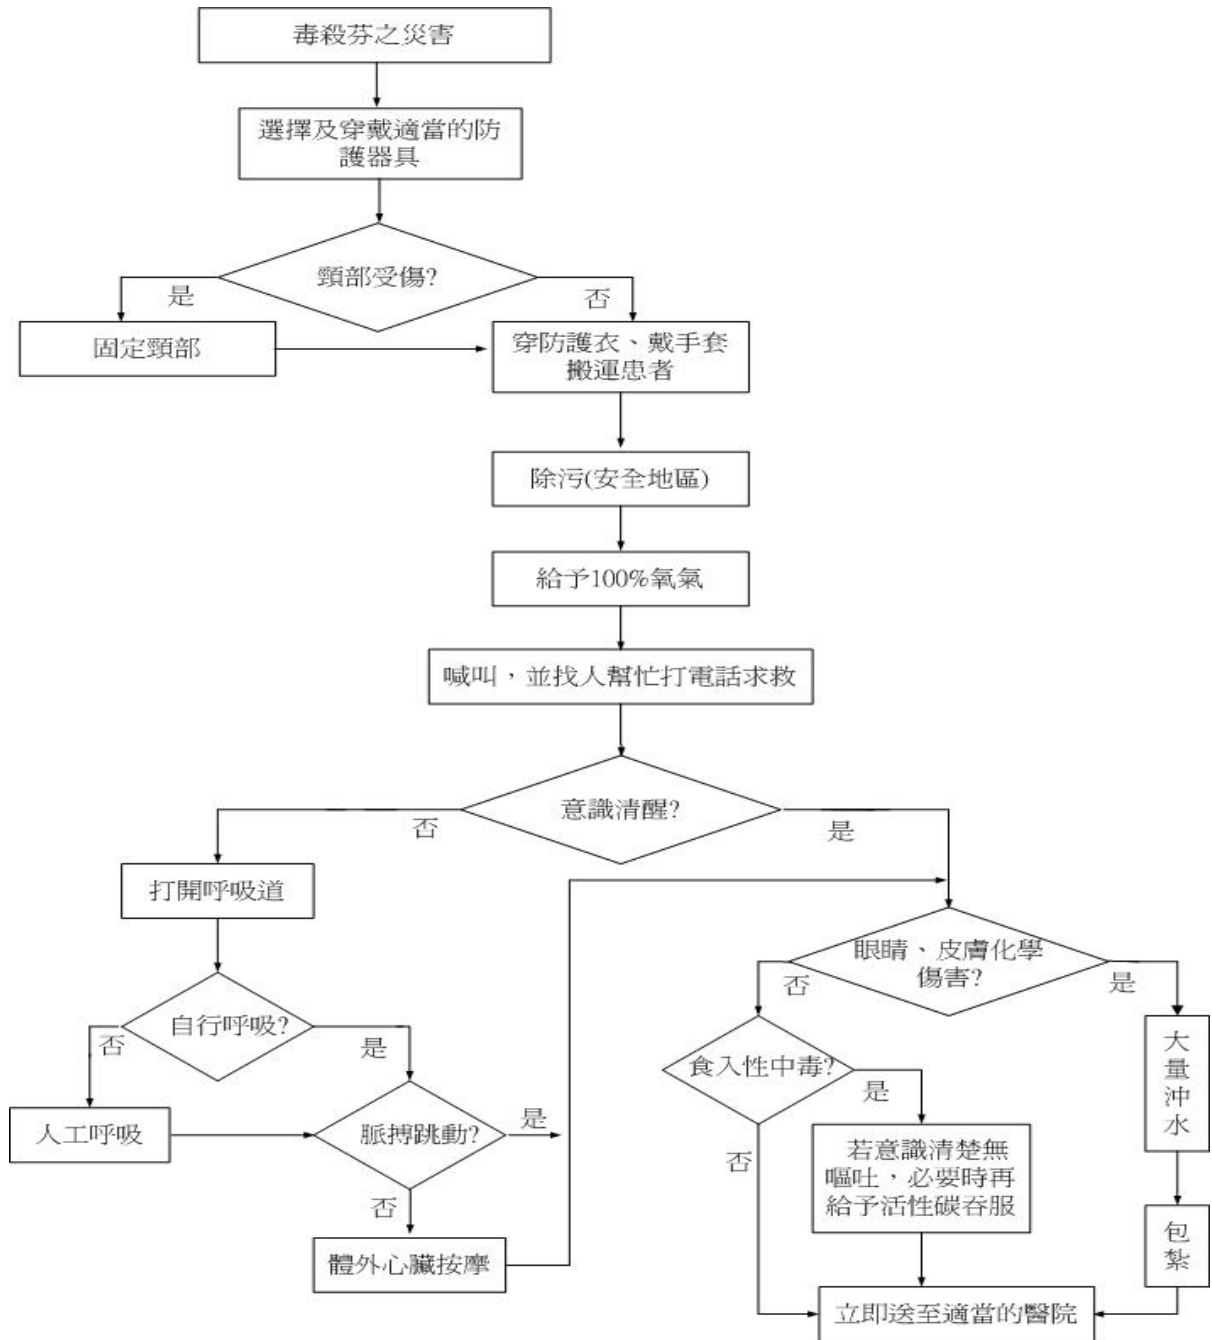 毒殺芬之災害
選擇及穿戴適當的防
護器具
頸部受傷?
是
否
固定頸部
穿防護衣、戴手套
搬運患者
除污(安全地區)
給予100%氧氣
喊叫，並找人幫忙打電話求救
意識清醒?
否
是
打開呼吸道
眼睛、皮膚化學
傷害?
否
是
自行呼吸?
否
是
大
量
沖
水
食入性中毒?
是
否
人工呼吸
脈搏跳動?
是
否
若意識清楚無
嘔吐，必要時再
給予活性碳吞服
包
紮
體外心臟按摩
立即送至適當的醫院